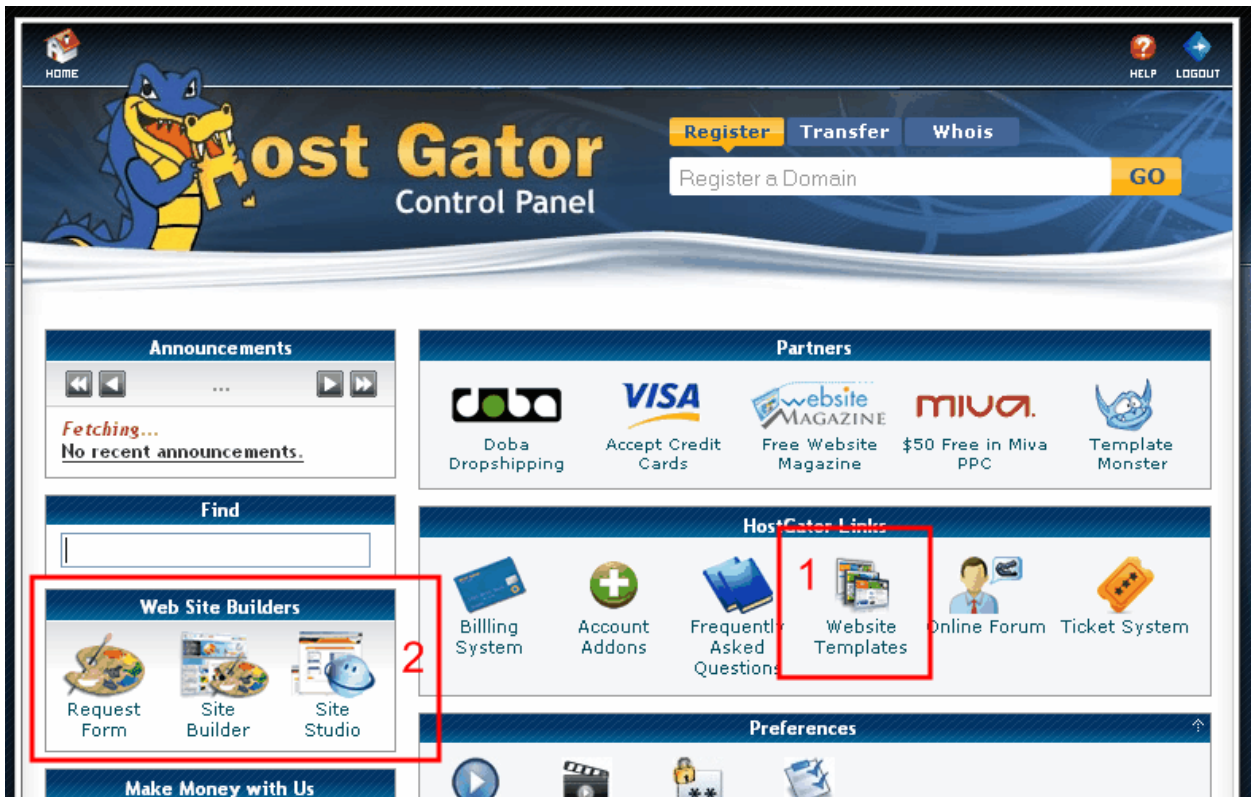 HOME
HELP LOGOUT
Host Gator
Control Panel
Register Transfer Whois
Register a Domain GO
Announcements
...
Fetching...
No recent announcements.
Find
Web Site Builders
Request
Form
Site
Builder
Site
Studio
2
Make Money with Us
Partners
doba
Doba
Dropshipping
VISA
Accept Credit
Cards
website
MAGAZINE
Free Website
Magazine
miva.
$50 Free in Miva
PPC
Template
Monster
HostGator Links
Billling
System
Account
Addons
Frequently
Asked
Questions
1
Website
Templates
Online Forum
Ticket System
Preferences
**